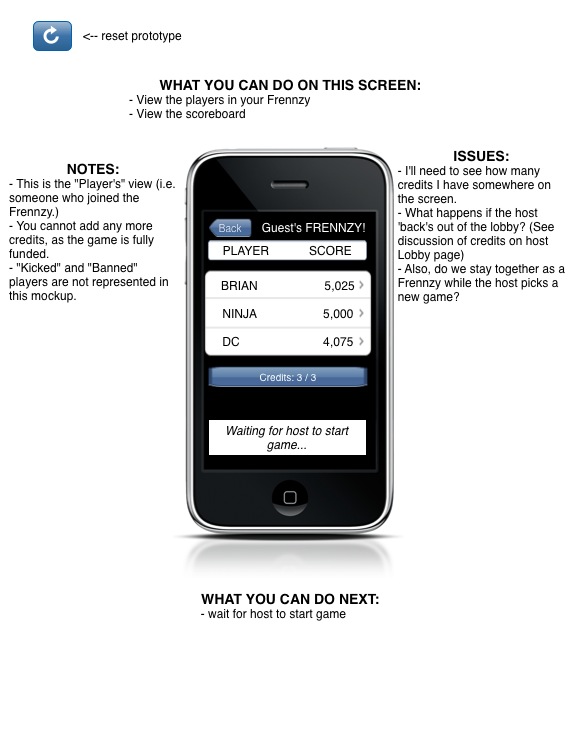 <-- reset prototype
WHAT YOU CAN DO ON THIS SCREEN:
- View the players in your Frennzy
- View the scoreboard
NOTES:
- This is the "Player's" view (i.e.
someone who joined the
Frennzy.)
- You cannot add any more
credits, as the game is fully
funded.
- "Kicked" and "Banned"
players are not represented in
this mockup.
Back
Guest's FRENNZY!
PLAYER SCORE
BRIAN 5,025
NINJA 5,000
DC 4,075
Credits: 3 / 3
Waiting for host to start
game...
ISSUES:
- I'll need to see how many
credits I have somewhere on
the screen.
- What happens if the host
'back's out of the lobby? (See
discussion of credits on host
Lobby page)
- Also, do we stay together as a
Frennzy while the host picks a
new game?
WHAT YOU CAN DO NEXT:
- wait for host to start game